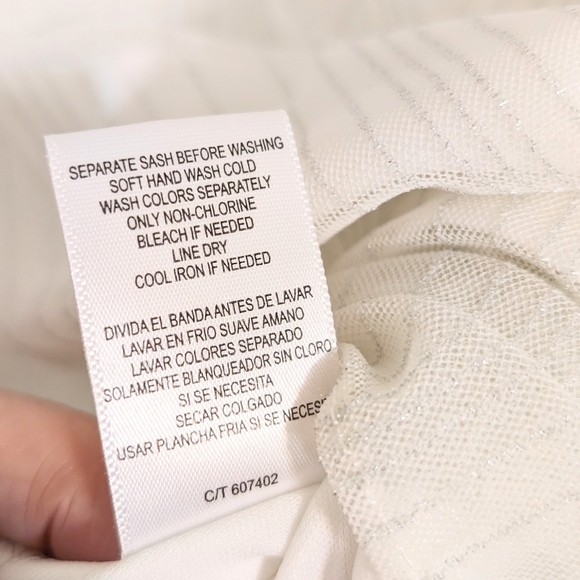 SEPARATE SASH BEFORE WASHING
SOFT HAND WASH COLD
WASH COLORS SEPARATELY
ONLY NON-CHLORINE
BLEACH IF NEEDED
LINE DRY
COOL IRON IF NEEDED
DIVIDA EL BANDA ANTES DE LAVAR
LAVAR EN FRIO SUAVE AMANO
LAVAR COLORES SEPARADO
SOLAMENTE BLANQUEADOR SIN CLORO
SI SE NECESITA
SECAR COLGADO
USAR PLANCHA FRIA SI SE
C/T 607402